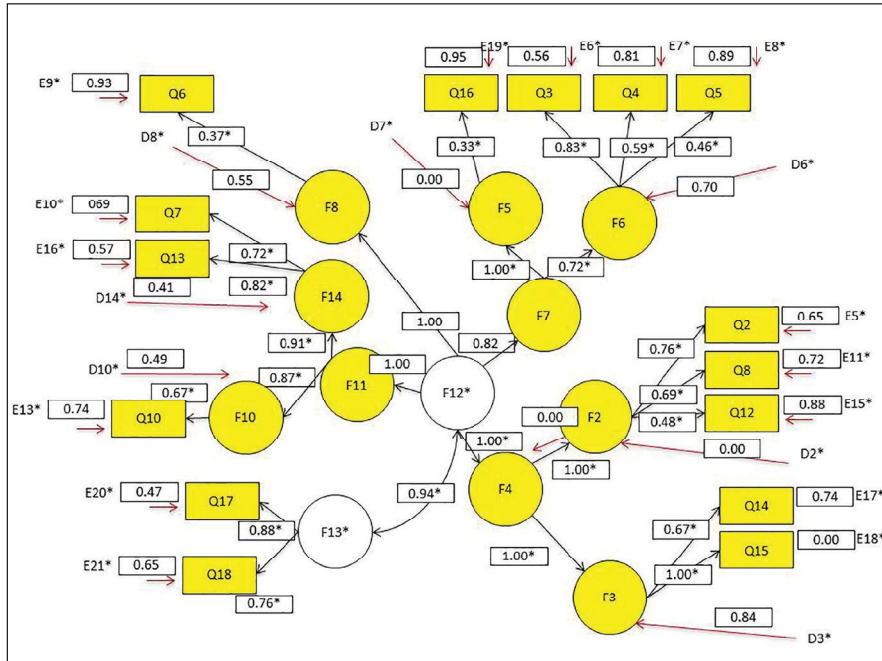 E19* E6* E7* E8*
0.95 0.56 0.81 0.89
E9* 0.93 Q6
Q16 Q3 Q4 Q5
D8* 0.37* D7* 0.33* 0.83* 0.59* 0.46* D6*
0.55 0.00 0.70
E10* 069 Q7 F8 F5 F6
E16* 0.57 Q13 0.72*
1.00* 0.72*
0.41 0.82* F14
D14* F7 Q2 0.65 E5*
1.00
0.91* 0.82 0.76*
D10* 0.49 1.00 Q8 0.72 E11*
0.67* 0.87* F11 F12* 0.69*
E13* 0.74 Q10 F10 0.00 F2 0.48* Q12 0.88 E15*
1.00* 0.00
1.00* D2*
E20* 0.47 Q17 0.94* F4 Q14 0.74 E17*
0.88* F13* 0.67*
1.00* Q15 0.00 E18*
E21* 0.65 Q18 1.00*
0.76* F3 0.84
D3*